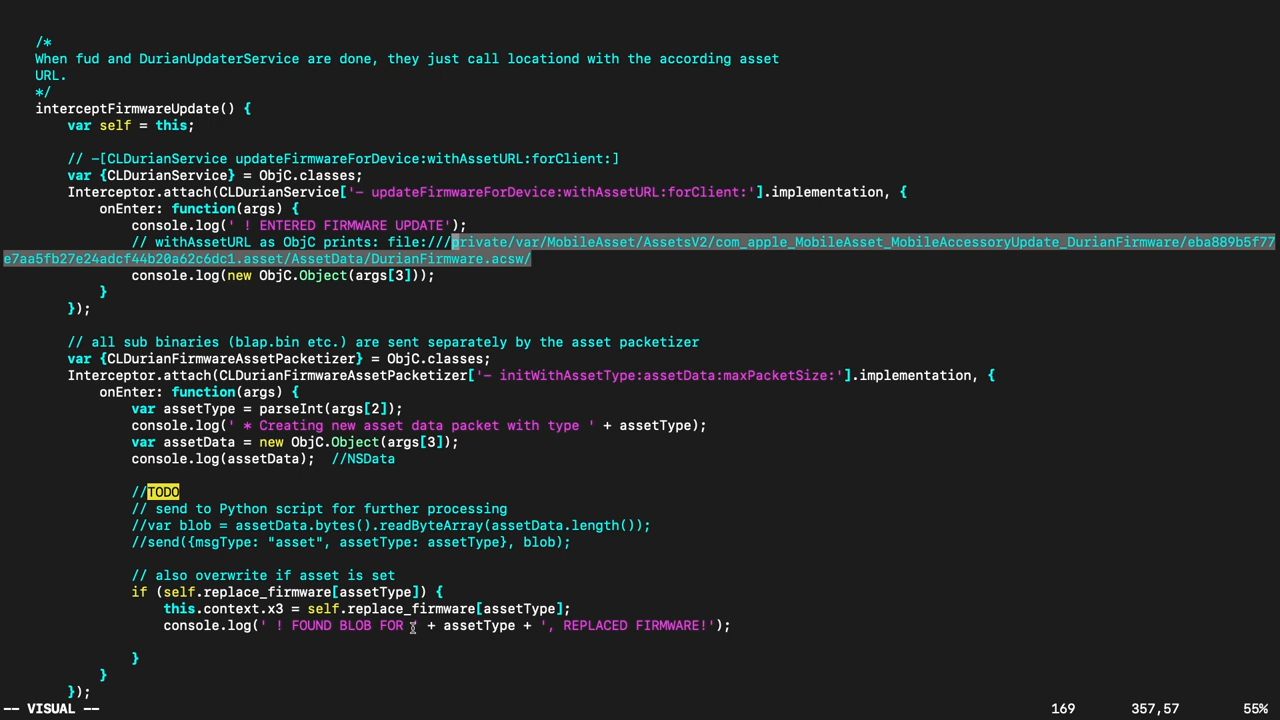 /*
When fud and DurianUpdaterService are done, they just call locationd with the according asset
URL.
*/
interceptFirmwareUpdate() {
var self = this;
// -[CLDurianService updateFirmwareForDevice:withAssetURL:forClient:]
var {CLDurianService} = ObjC.classes;
Interceptor.attach(CLDurianService['- updateFirmwareForDevice:withAssetURL:forClient:'].implementation, {
onEnter: function(args) {
console.log(' ! ENTERED FIRMWARE UPDATE');
// withAssetURL as ObjC prints: file:///private/var/MobileAsset/AssetsV2/com_apple_MobileAsset_MobileAccessoryUpdate_DurianFirmware/eba889b5f77
e7aa5fb27e24adcf44b20a62c6dc1.asset/AssetData/DurianFirmware.acsw/
console.log(new ObjC.Object(args[3]));
}
});
// all sub binaries (blap.bin etc.) are sent separately by the asset packetizer
var {CLDurianFirmwareAssetPacketizer} = ObjC.classes;
Interceptor.attach(CLDurianFirmwareAssetPacketizer['- initWithAssetType:assetData:maxPacketSize:'].implementation, {
onEnter: function(args) {
var assetType = parseInt(args[2]);
console.log(' * Creating new asset data packet with type ' + assetType);
var assetData = new ObjC.Object(args[3]);
console.log(assetData);  //NSData
//TODO
// send to Python script for further processing
//var blob = assetData.bytes().readByteArray(assetData.length());
//send({msgType: "asset", assetType: assetType}, blob);
// also overwrite if asset is set
if (self.replace_firmware[assetType]) {
this.context.x3 = self.replace_firmware[assetType];
console.log(' ! FOUND BLOB FOR ' + assetType + ', REPLACED FIRMWARE!');
}
}
});
-- VISUAL -- 169 357,57 55%